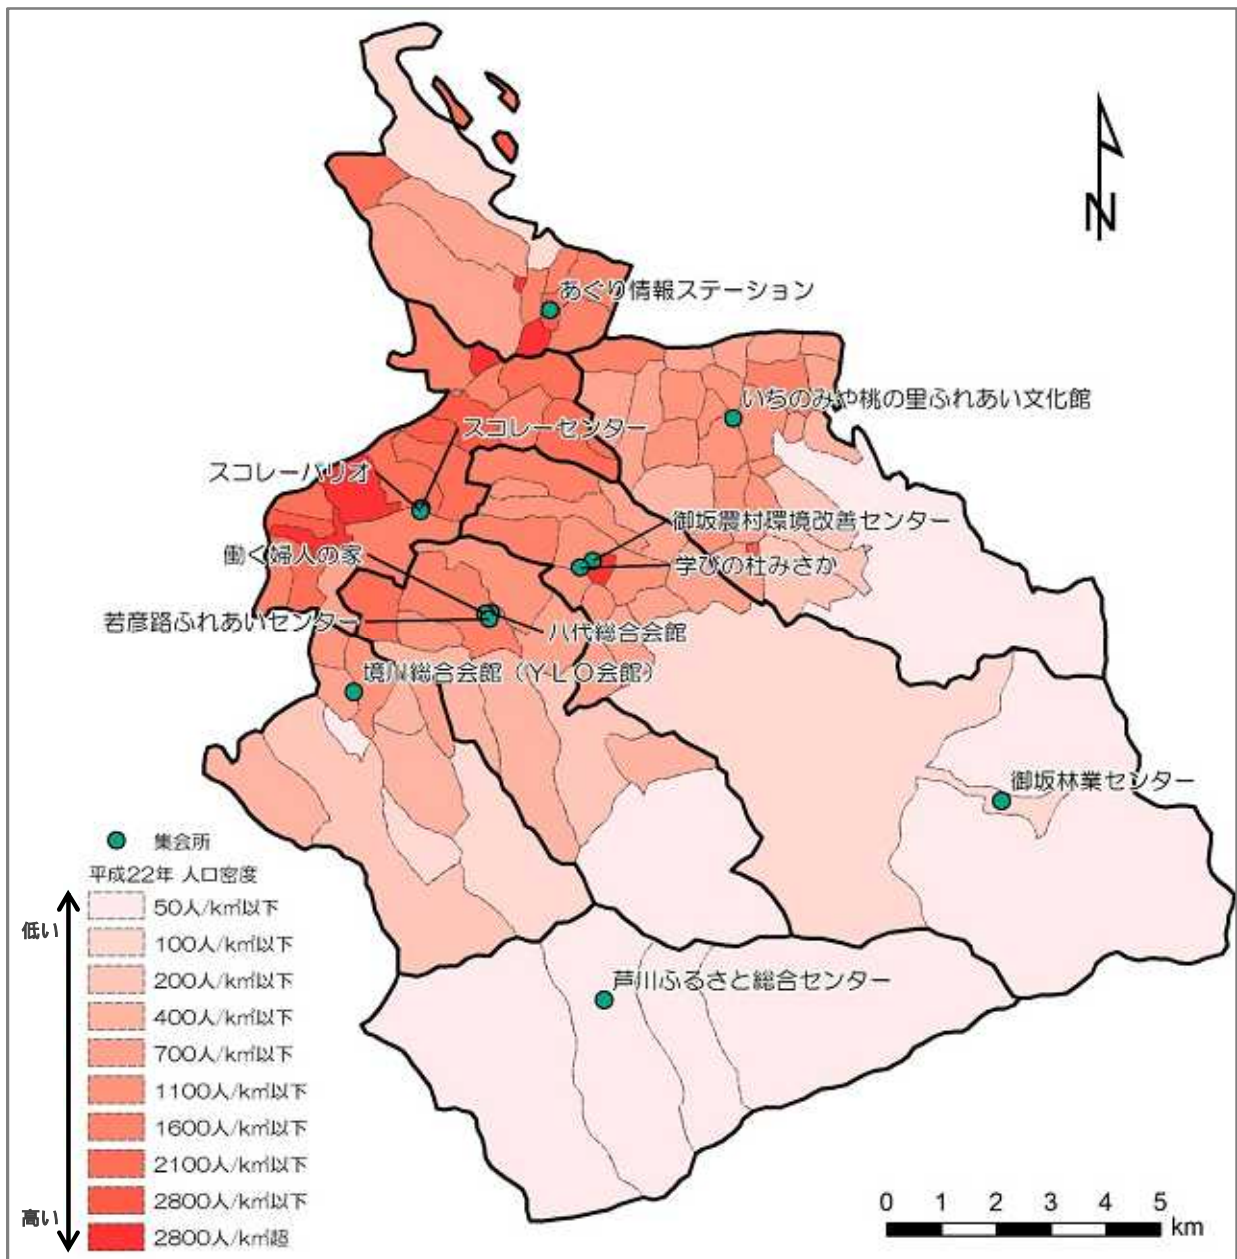 N
あぐり情報ステーション
いちのみや桃の里ふれあい文化館
スコレーセンター
スコレーパリオ
御坂農村環境改善センター
働く婦人の家
学びの杜みさか
若彦路ふれあいセンター
八代総合会館
境川総合会館（YLO会館）
御坂林業センター
芦川ふるさと総合センター
集会所
平成22年 人口密度
低い
50人/k㎡以下
100人/k㎡以下
200人/k㎡以下
400人/k㎡以下
700人/k㎡以下
1100人/k㎡以下
1600人/k㎡以下
2100人/k㎡以下
2800人/k㎡以下
高い
2800人/k㎡超
0 1 2 3 4 5
km